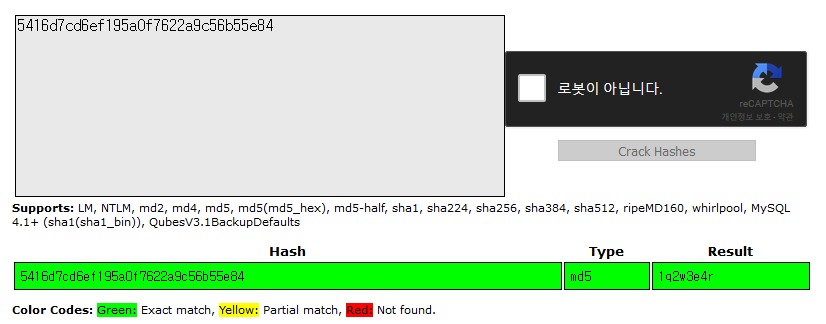 5416d7cd6ef195a0f7622a9c56b55e84
로봇이 아닙니다.
reCAPTCHA
개인정보 보호 - 약관
Crack Hashes
Supports: LM, NTLM, md2, md4, md5, md5(md5_hex), md5-half, sha1, sha224, sha256, sha384, sha512, ripeMD160, whirlpool, MySQL
4.1+ (sha1(sha1_bin)), QubesV3.1BackupDefaults
Hash Type Result
5416d7cd6ef195a0f7622a9c56b55e84 md5 1q2w3e4r
Color Codes: Green: Exact match, Yellow: Partial match, Red: Not found.